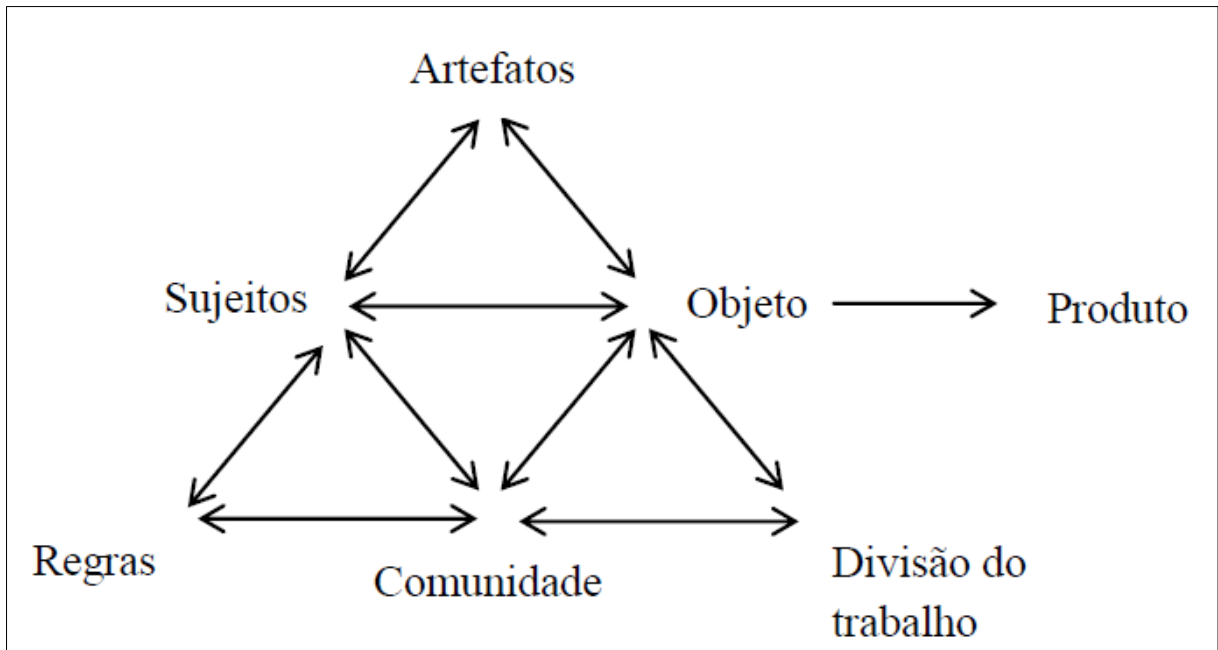 Artefatos
Sujeitos
Objeto
Produto
Regras
Comunidade
Divisão do
trabalho